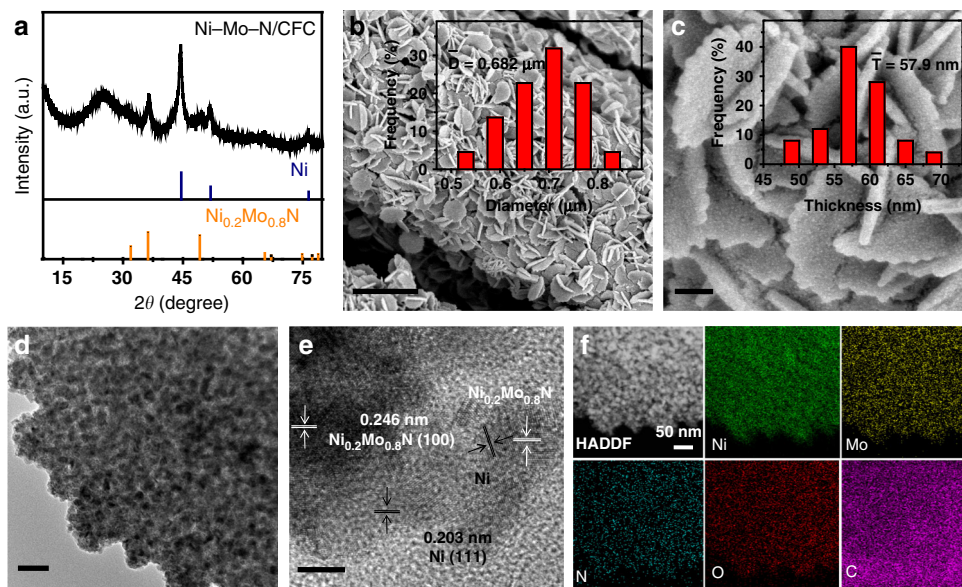 a
Ni–Mo–N/CFC
Intensity (a.u.)
Ni
Ni0.2Mo0.8N
15 30 45 60 75
2θ (degree)
b
Frequency (%)
30
20
10
0
D̅ = 0.682 μm
0.5 0.6 0.7 0.8
Diameter (μm)
c
Frequency (%)
40
30
20
10
T̅ = 57.9 nm
45 49 55 61 65 70
Thickness (nm)
d
e
0.246 nm
Ni0.2Mo0.8N (100)
Ni0.2Mo0.8N
Ni
0.203 nm
Ni (111)
f
HADDF
50 nm
Ni
Mo
N
O
C